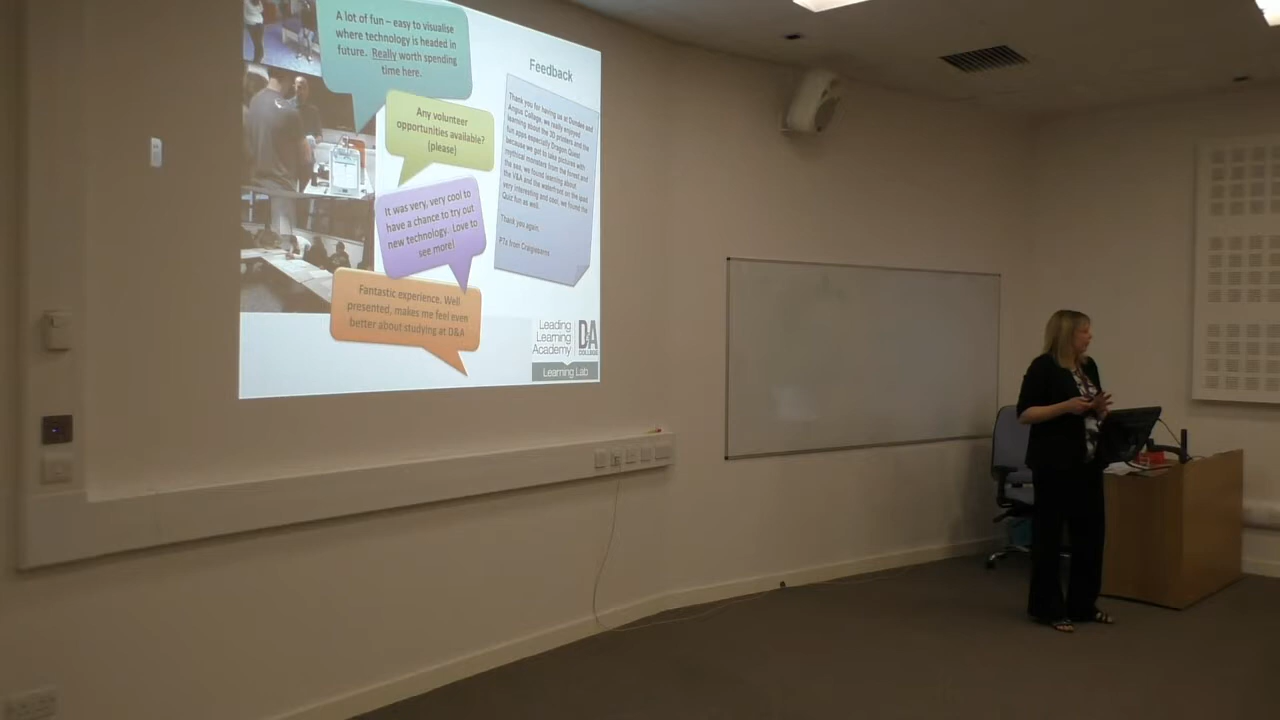 A lot of fun – easy to visualise
where technology is headed in
future. Really worth spending
time here.
Any volunteer
opportunities available?
(please)
It was very, very cool to
have a chance to try out
new technology. Love to
see more!
Fantastic experience. Well
presented, makes me feel even
better about studying at D&A
Feedback
Thank you for having us at Dundee and
Angus Collage, we really enjoyed
learning about the 3D printers and the
fun apps especially Dragon Quest
because we got to take pictures with
mythical monsters from the forest and
the sea, we found learning about
the V&A and the waterfront on the ipads
very interesting and cool, we found the
Quiz fun as well.
Thank you again,
P7s from Craigiebarns
Leading
Learning
Academy
D&A
COLLEGE
Learning Lab